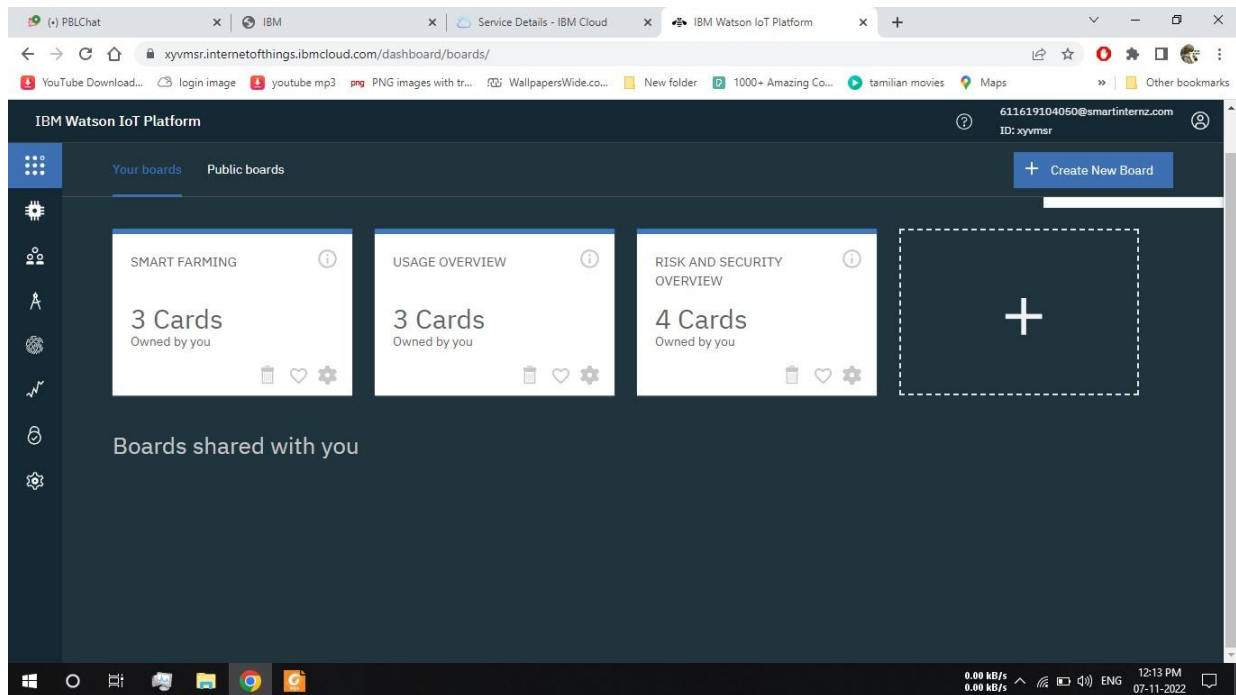 PBLChat
IBM
Service Details - IBM Cloud
IBM Watson IoT Platform
xyvmsr.internetofthings.ibmcloud.com/dashboard/boards/
YouTube Download...
login image
youtube mp3
png
PNG images with tr...
WallpapersWide.co...
New folder
1000+ Amazing Co...
tamilian movies
Maps
»
Other bookmarks
IBM Watson IoT Platform
611619104050@smartinternz.com
ID: xyvmsr
Your boards
Public boards
+ Create New Board
SMART FARMING
3 Cards
Owned by you
USAGE OVERVIEW
3 Cards
Owned by you
RISK AND SECURITY
OVERVIEW
4 Cards
Owned by you
Boards shared with you
0.00 kB/s
0.00 kB/s
ENG
12:13 PM
07-11-2022